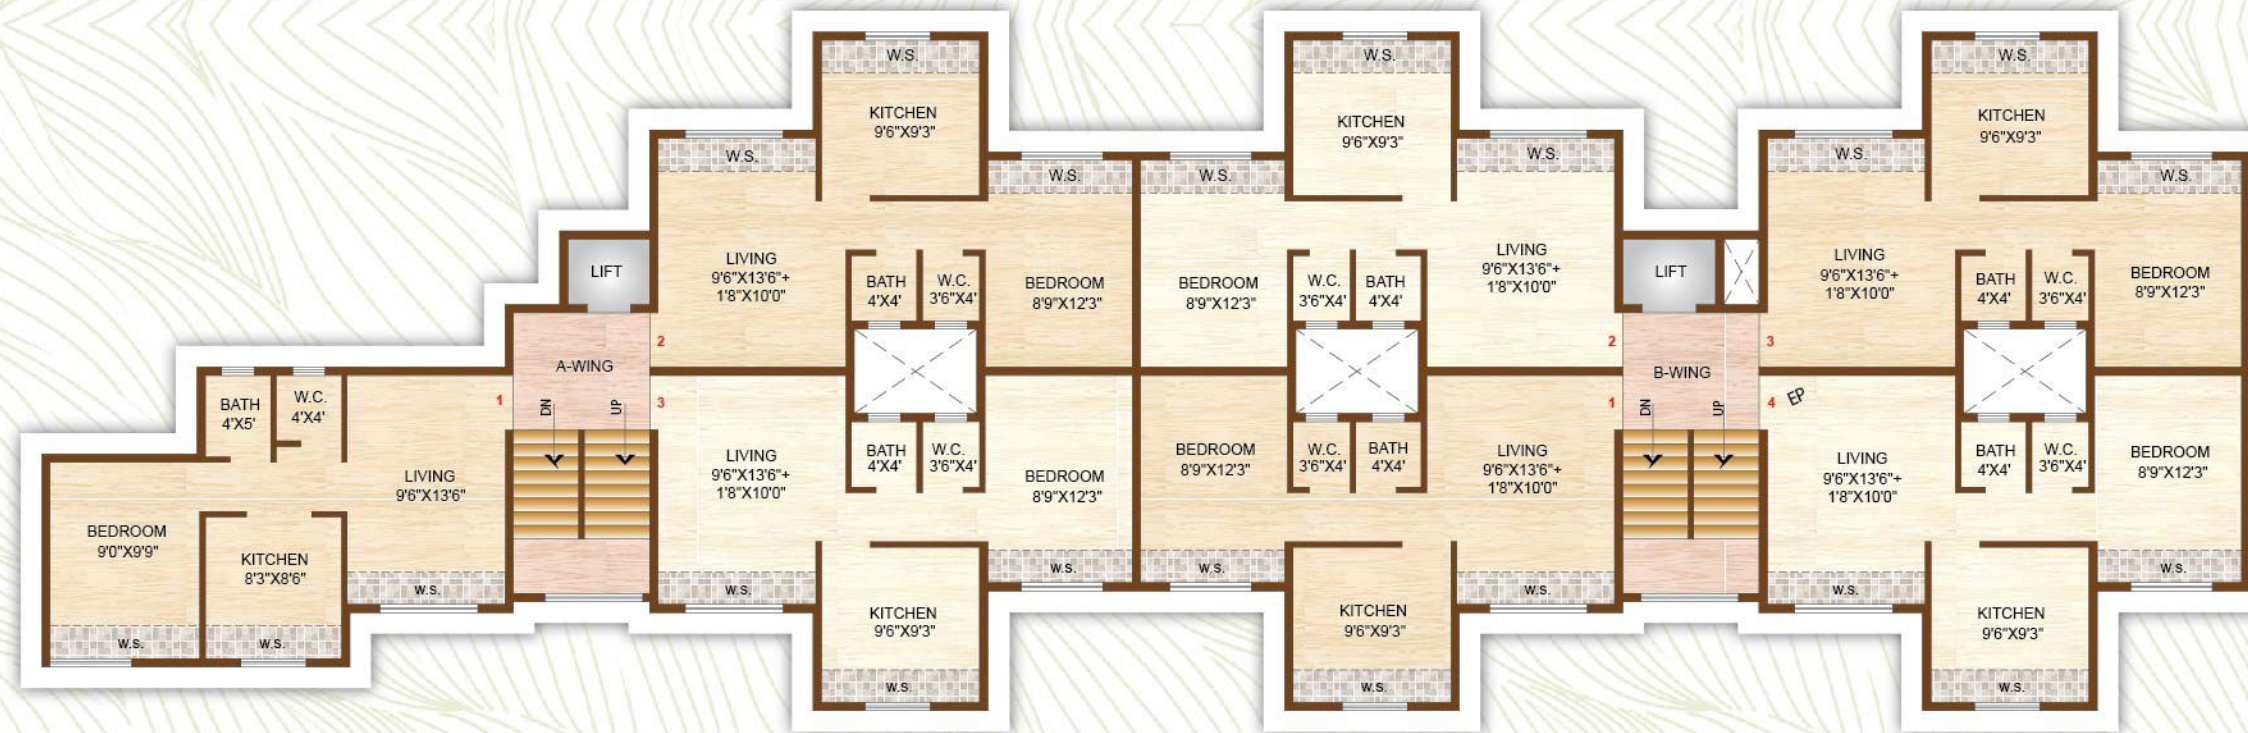 W.S.
KITCHEN
9'6"X9'3"
W.S.
LIVING
9'6"X13'6"+
1'8"X10'0"
BATH
4'X4'
W.C.
3'6"X4'
W.S.
BEDROOM
8'9"X12'3"
LIFT
A-WING
DN
UP
1
2
3
BATH
4'X5'
W.C.
4'X4'
LIVING
9'6"X13'6"
W.S.
BEDROOM
9'0"X9'9"
W.S.
KITCHEN
8'3"X8'6"
W.S.
LIVING
9'6"X13'6"+
1'8"X10'0"
W.S.
BATH
4'X4'
W.C.
3'6"X4'
BEDROOM
8'9"X12'3"
W.S.
KITCHEN
9'6"X9'3"
W.S.
W.S.
KITCHEN
9'6"X9'3"
W.S.
BEDROOM
8'9"X12'3"
W.C.
3'6"X4'
BATH
4'X4'
W.S.
LIVING
9'6"X13'6"+
1'8"X10'0"
LIFT
B-WING
DN
UP
2
1
3
4
EP
BEDROOM
8'9"X12'3"
W.S.
W.C.
3'6"X4'
BATH
4'X4'
LIVING
9'6"X13'6"+
1'8"X10'0"
W.S.
KITCHEN
9'6"X9'3"
W.S.
W.S.
KITCHEN
9'6"X9'3"
W.S.
LIVING
9'6"X13'6"+
1'8"X10'0"
BATH
4'X4'
W.C.
3'6"X4'
W.S.
BEDROOM
8'9"X12'3"
LIVING
9'6"X13'6"+
1'8"X10'0"
W.S.
BATH
4'X4'
W.C.
3'6"X4'
BEDROOM
8'9"X12'3"
W.S.
KITCHEN
9'6"X9'3"
W.S.